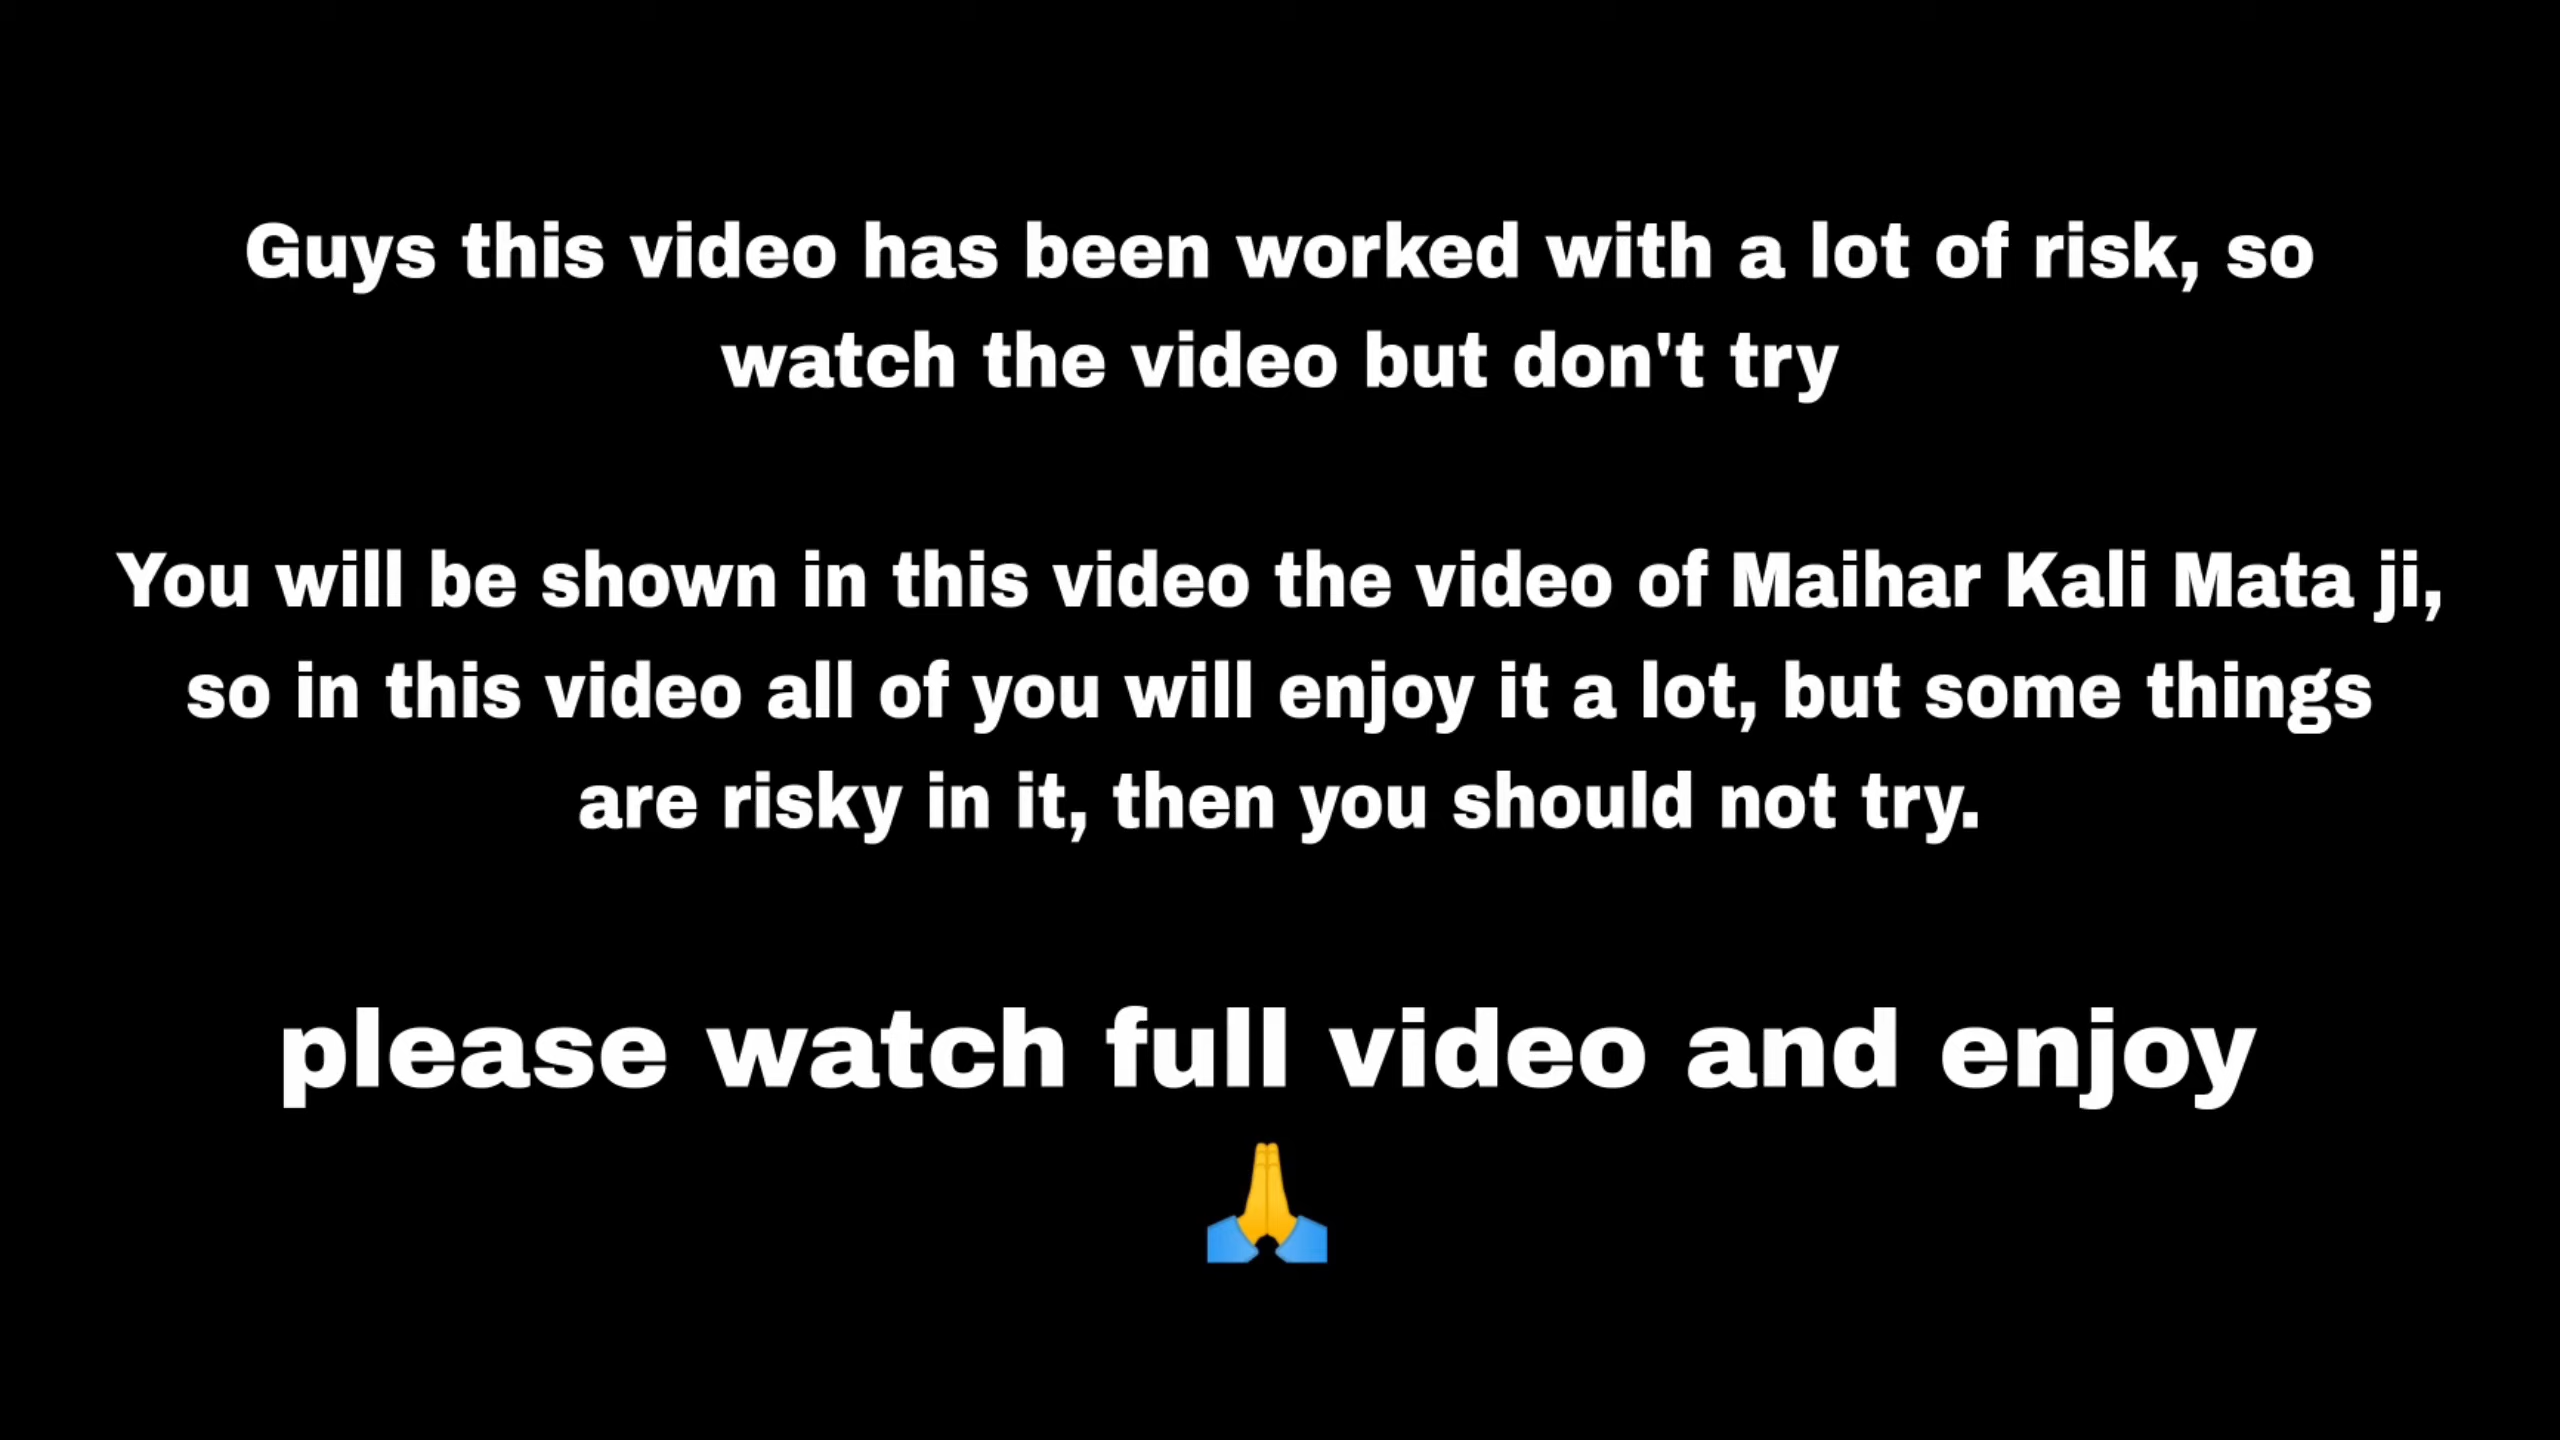 Guys this video has been worked with a lot of risk, so
watch the video but don't try
You will be shown in this video the video of Maihar Kali Mata ji,
so in this video all of you will enjoy it a lot, but some things
are risky in it, then you should not try.
please watch full video and enjoy
🙏